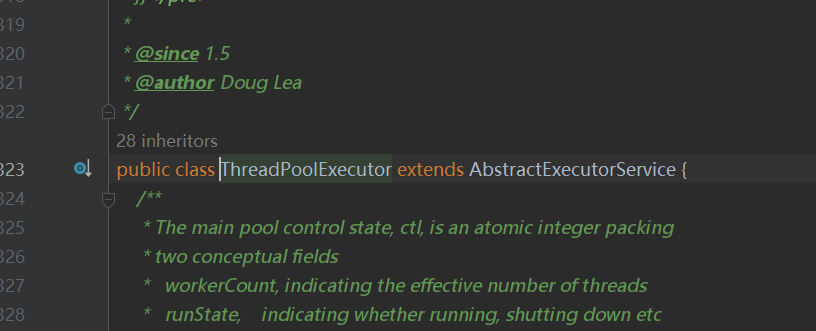 319 *
320 * @since 1.5
321 * @author Doug Lea
322 */
28 inheritors
323 public class ThreadPoolExecutor extends AbstractExecutorService {
324 /**
325 * The main pool control state, ctl, is an atomic integer packing
326 * two conceptual fields
327 *   workerCount, indicating the effective number of threads
328 *   runState,    indicating whether running, shutting down etc